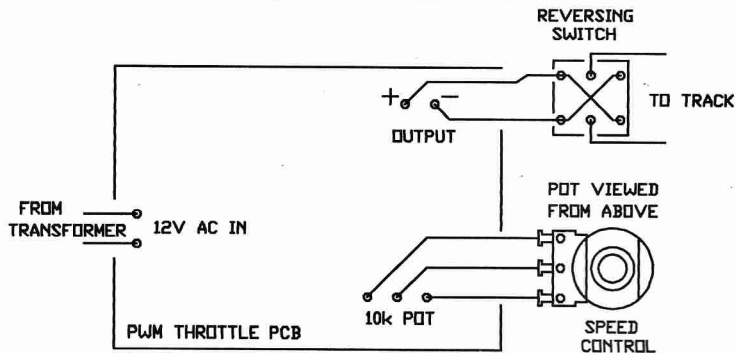 REVERSING
SWITCH
+ -
OUTPUT
TO TRACK
FROM
TRANSFORMER
12V AC IN
POT VIEWED
FROM ABOVE
10k POT
PWM THROTTLE PCB
SPEED
CONTROL